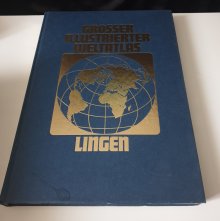 GROSSER
ILLUSTRIERTER
WELTATLAS
LINGEN